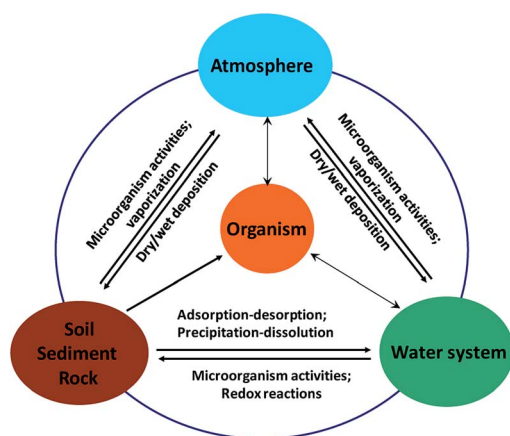 Atmosphere
Microorganism activities;
vaporization
Dry/wet deposition
Microorganism activities;
vaporization
Dry/wet deposition
Organism
Soil
Sediment
Rock
Adsorption-desorption;
Precipitation-dissolution
Water system
Microorganism activities;
Redox reactions